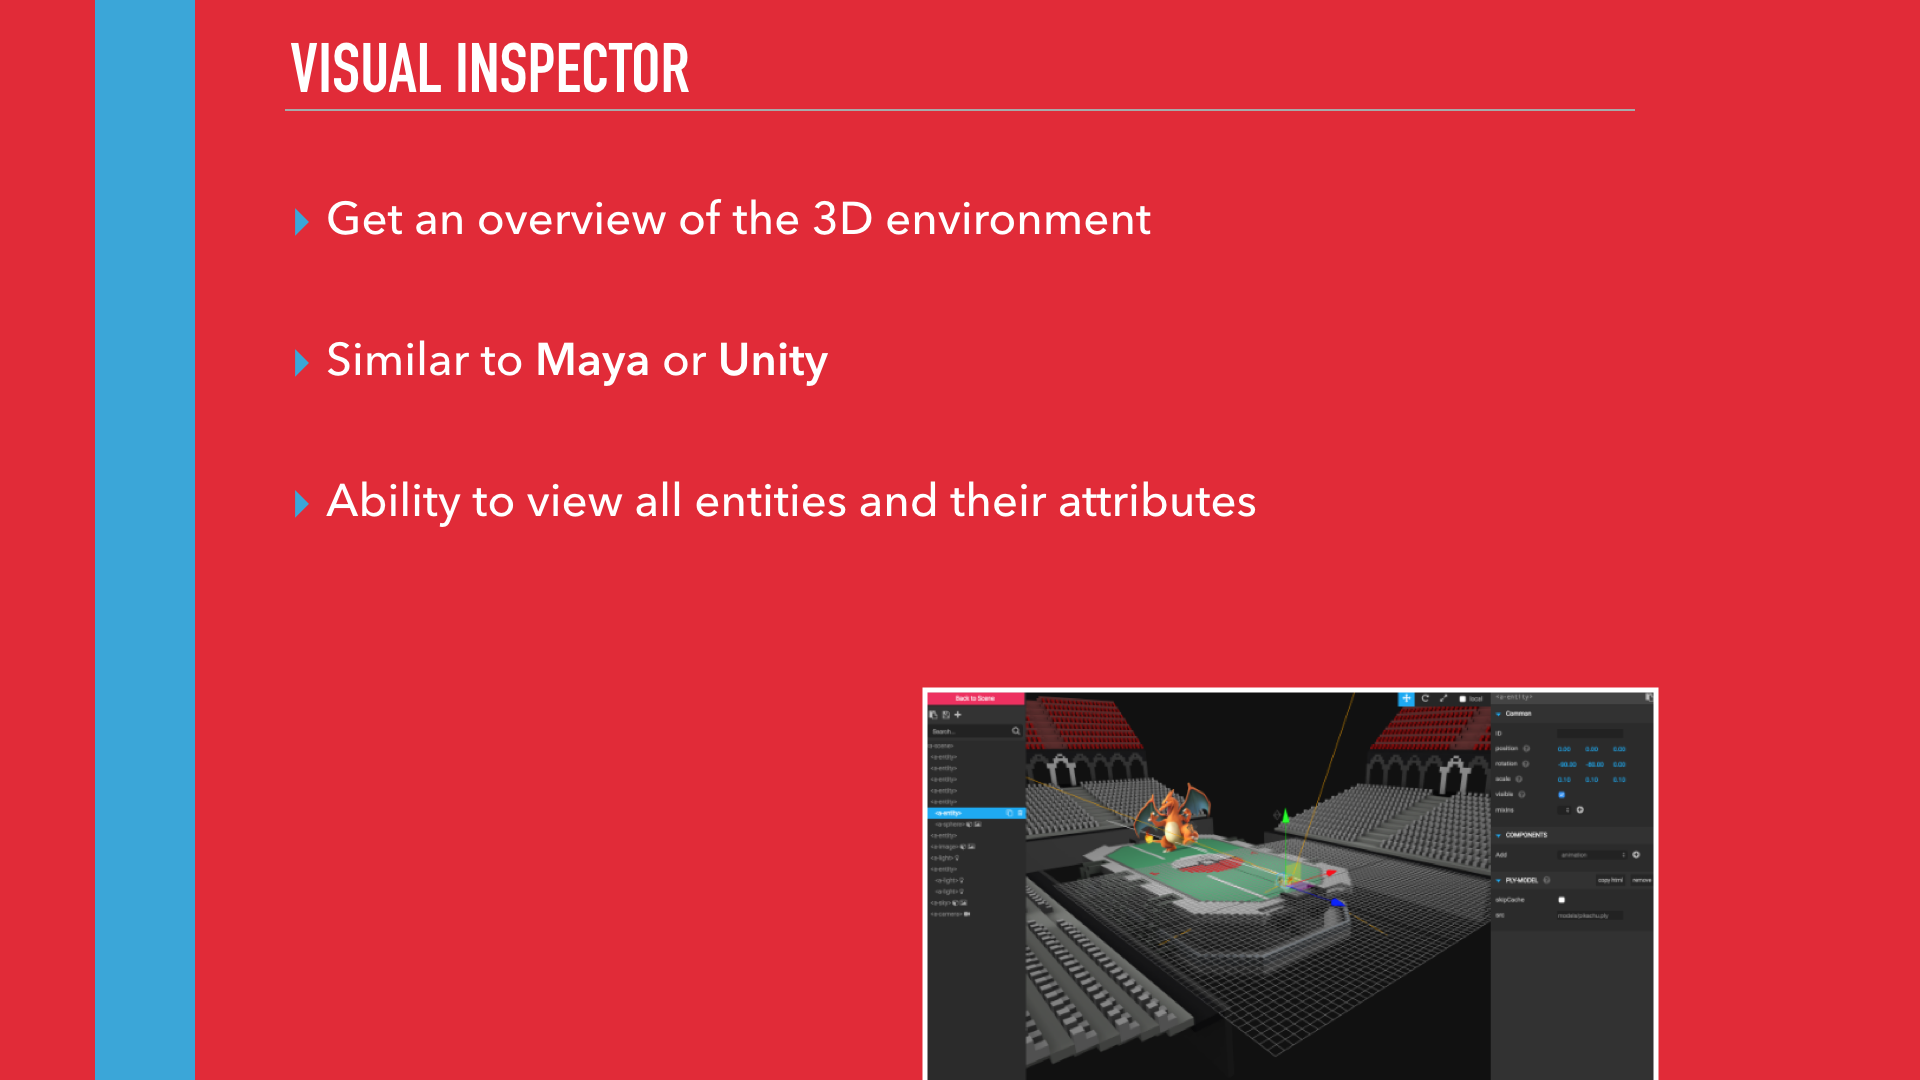 VISUAL INSPECTOR
Get an overview of the 3D environment
Similar to Maya or Unity
Ability to view all entities and their attributes
Back to Scene
Search...
<a-scene>
<a-entity>
<a-entity>
<a-entity>
<a-entity>
<a-entity>
<a-entity>
<a-sphere>
<a-entity>
<a-image>
<a-light>
<a-entity>
<a-light>
<a-light>
<a-sky>
<a-camera>
local
<a-entity>
Common
ID
position 0.00 0.00 0.00
rotation -90.00 -80.00 0.00
scale 0.10 0.10 0.10
visible
mixins
COMPONENTS
Add animation
PLY-MODEL copy html remove
skipCache
src models/pikachu.ply